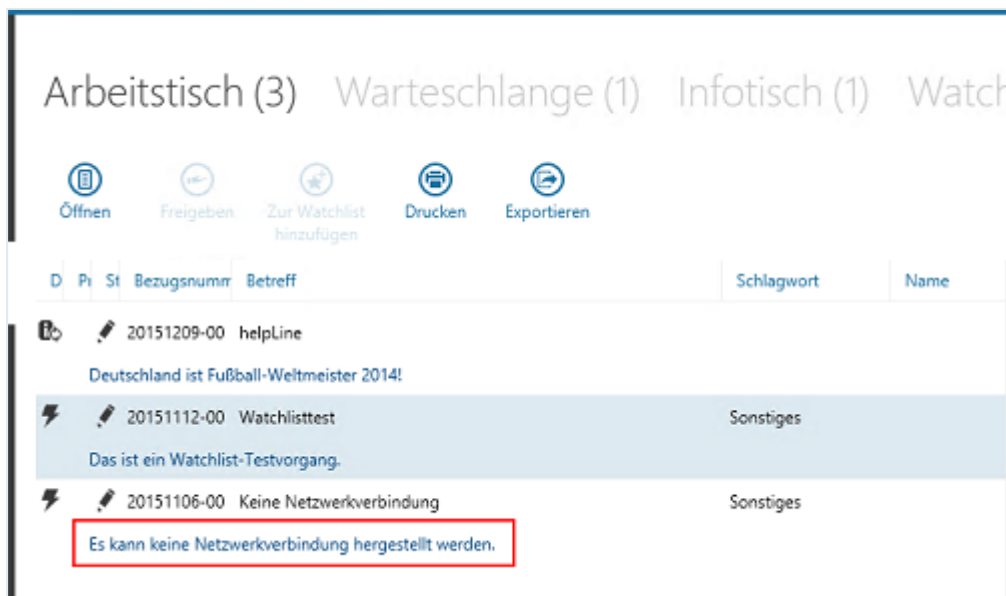 Arbeitstisch (3) Warteschlange (1) Infotisch (1) Watch
Öffnen Freigeben Zur Watchlist hinzufügen Drucken Exportieren
D Pi St Bezugsnumm Betreff Schlagwort Name
20151209-00 helpLine
Deutschland ist Fußball-Weltmeister 2014!
20151112-00 Watchlisttest Sonstiges
Das ist ein Watchlist-Testvorgang.
20151106-00 Keine Netzwerkverbindung Sonstiges
Es kann keine Netzwerkverbindung hergestellt werden.